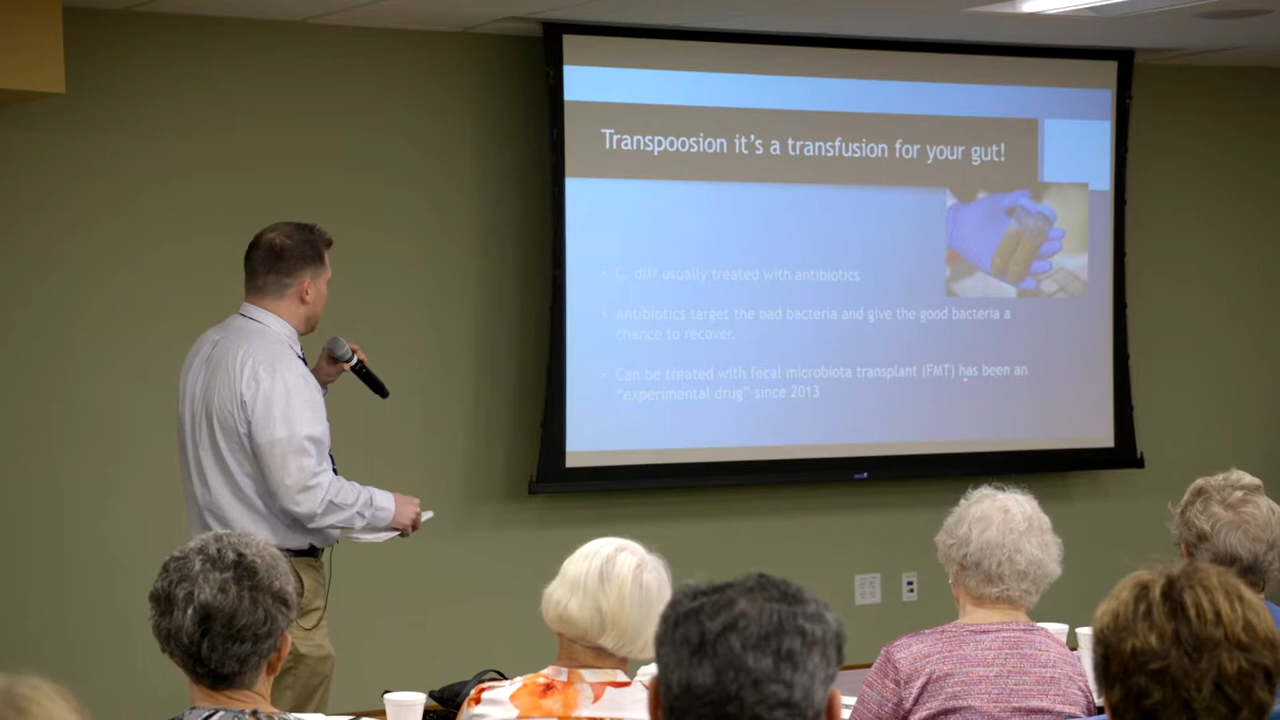 Transpoosion it's a transfusion for your gut!
• C. diff usually treated with antibiotics
• Antibiotics target the bad bacteria and give the good bacteria a
chance to recover.
• Can be treated with fecal microbiota transplant (FMT) has been an
"experimental drug" since 2013